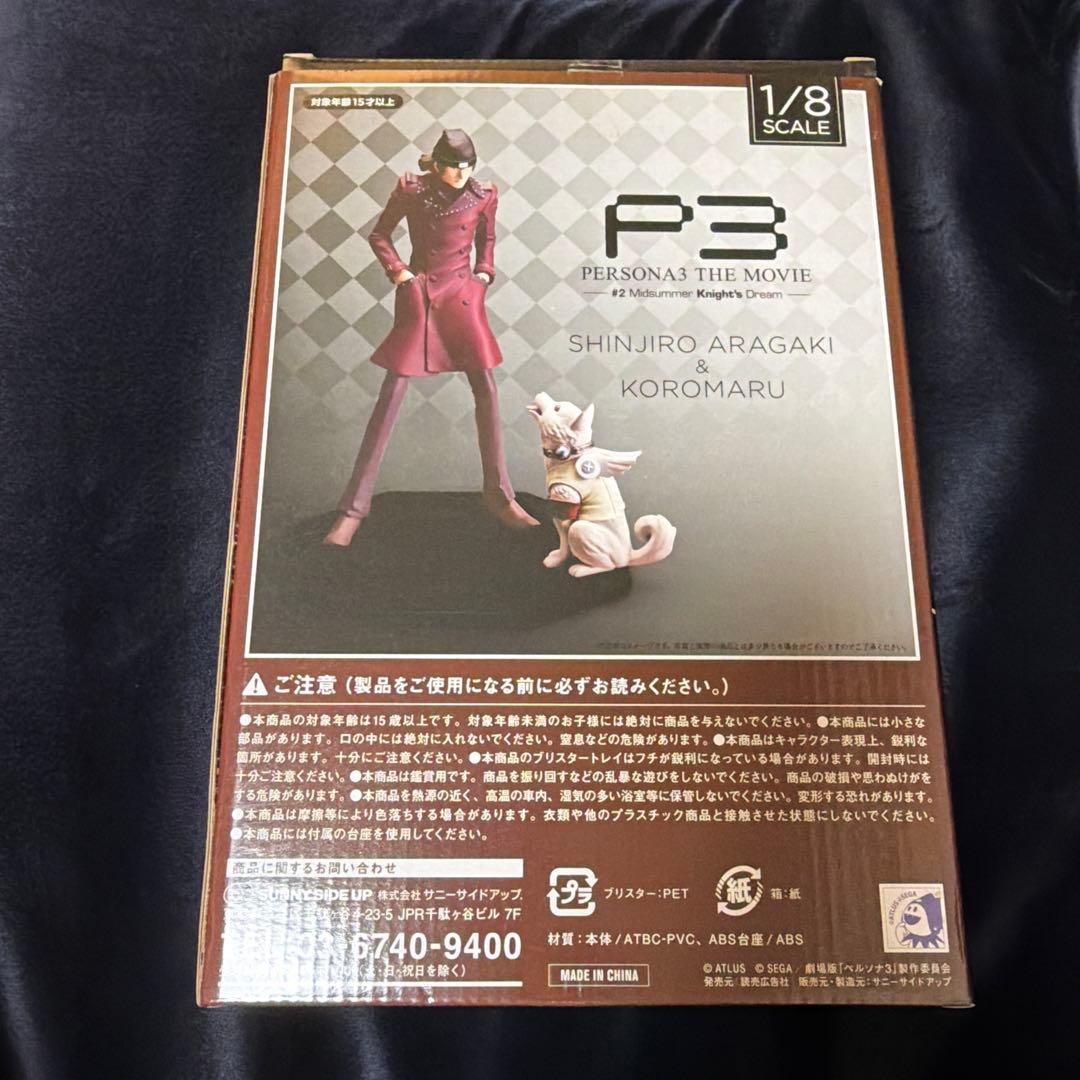 対象年齢15才以上
1/8
SCALE
P3
PERSONA3 THE MOVIE
#2 Midsummer Knight's Dream
SHINJIRO ARAGAKI
&
KOROMARU
ご注意（製品をご使用になる前に必ずお読みください。）
●本商品の対象年齢は15歳以上です。対象年齢未満のお子様には絶対に商品を与えないでください。●本商品には小さな
部品があります。口の中には絶対に入れないでください。窒息などの危険があります。●本商品はキャラクター表現上、鋭利な
箇所があります。十分にご注意ください。●本商品のブリスタートレイはフチが鋭利になっている場合があります。開封時には
十分ご注意ください。●本商品は鑑賞用です。商品を振り回すなどの乱暴な遊びをしないでください。商品の破損や思わぬけがを
する危険があります。●本商品を熱源の近く、高温の車内、湿気の多い浴室等に保管しないでください。変形する恐れがあります。
●本商品は摩擦等により色落ちする場合があります。衣類や他のプラスチック商品と接触させた状態にしないでください。
●本商品には付属の台座を使用してください。
商品に関するお問い合わせ
SUNNY SIDE UP 株式会社サニーサイドアップ
千駄ヶ谷4-23-5 JPR千駄ヶ谷ビル 7F
6740-9400
（土・日・祝日を除く）
プラ
ブリスター：PET
紙
箱：紙
材質：本体/ATBC-PVC、ABS台座/ABS
MADE IN CHINA
©ATLUS ©SEGA
© ATLUS © SEGA / 劇場版「ペルソナ3」製作委員会
発売元：読売広告社 販売元・製造元：サニーサイドアップ